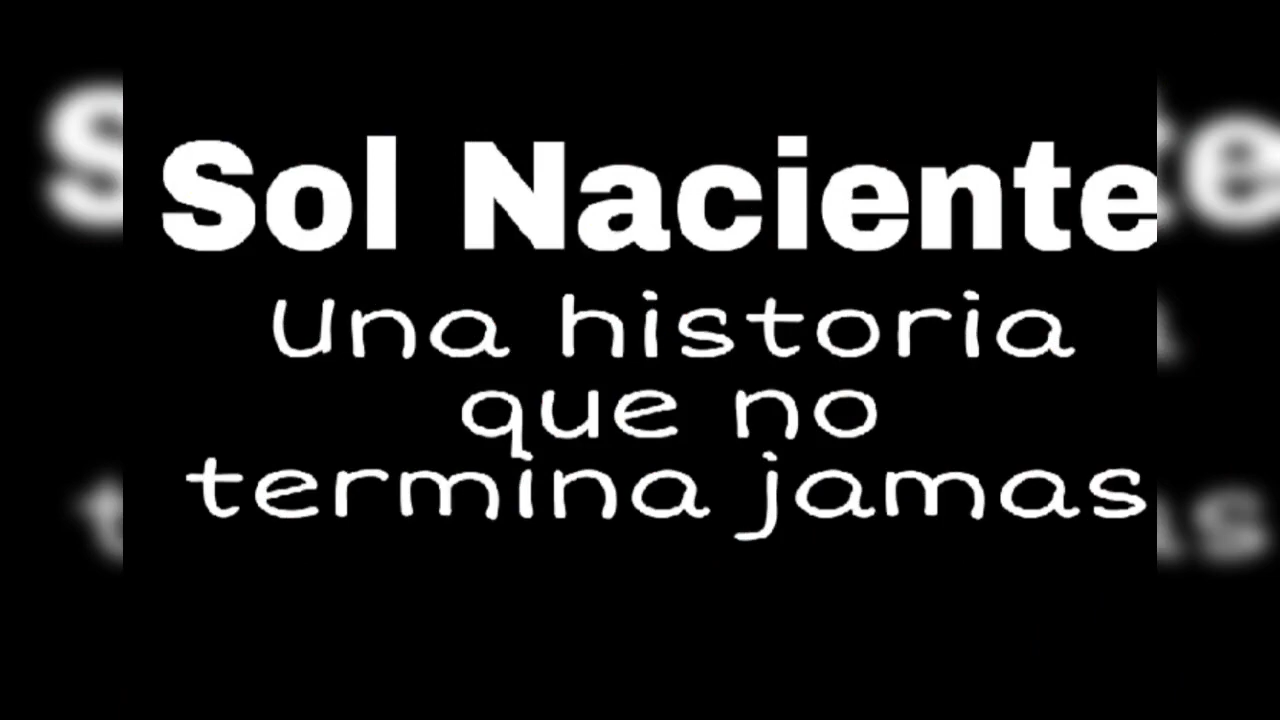 Sol Naciente
Una historia
que no
termina jamas